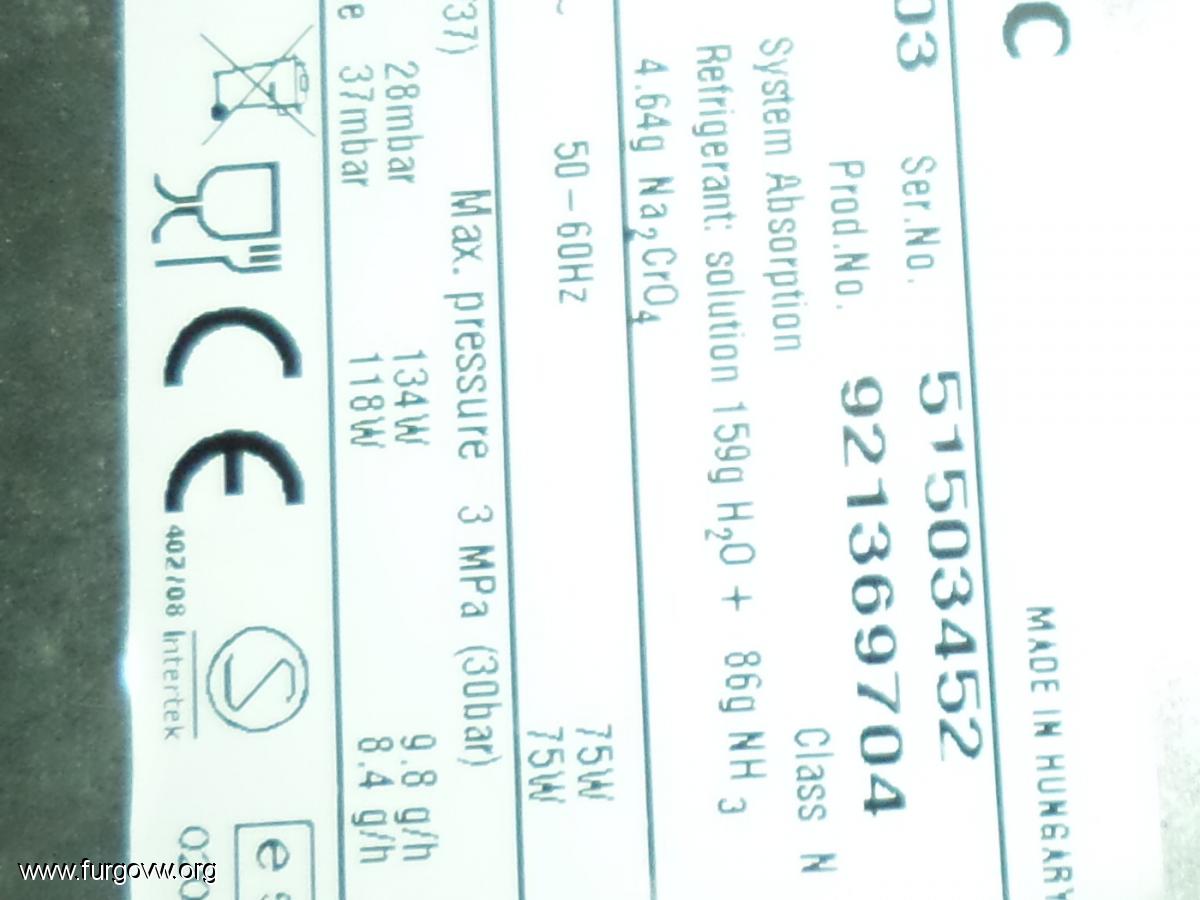 C
MADE IN HUNGARY
03 Ser.No. 51503452
Prod.No. 921369704
System Absorption Class N
Refrigerant: solution 159g H₂O + 86g NH₃
4.64g Na₂CrO₄
~ 50-60Hz 75W
75W
37) Max. pressure 3 MPa (30bar)
28mbar 134W 9.8 g/h
e 37mbar 118W 8.4 g/h
CE
402/08 Intertek
S
e
www.furgovw.org